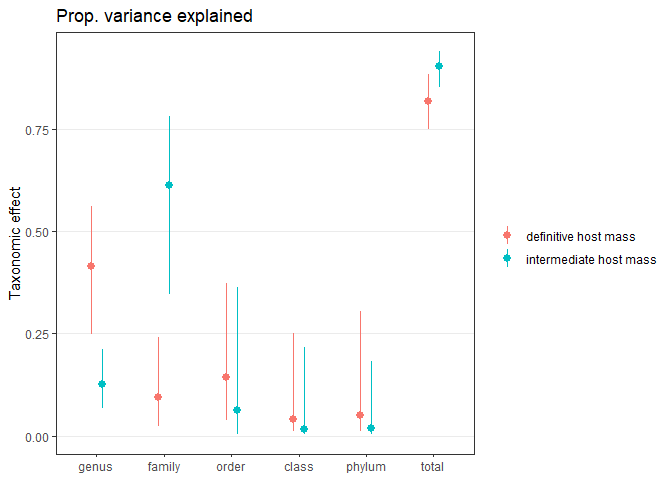 Prop. variance explained
Taxonomic effect
0.75
0.50
0.25
0.00
genus family order class phylum total
definitive host mass
intermediate host mass